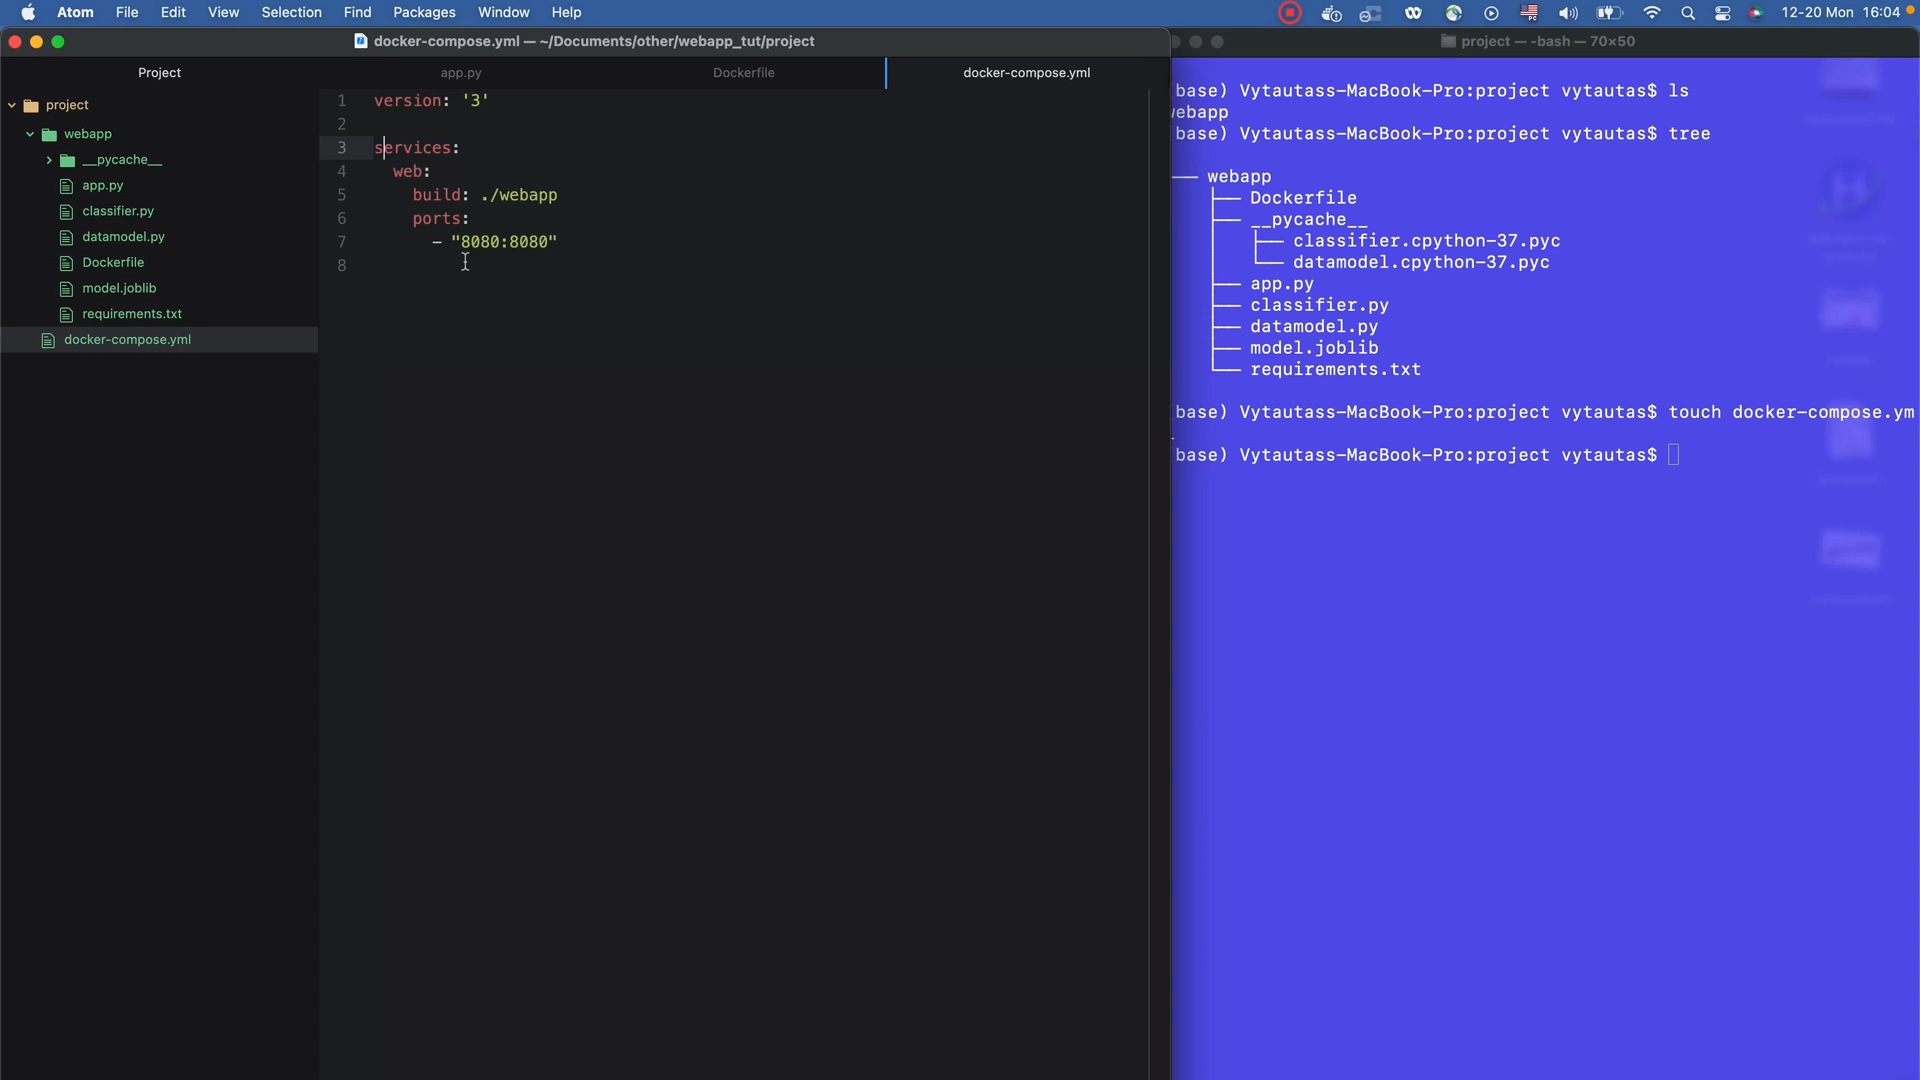 Atom File Edit View Selection Find Packages Window Help 12-20 Mon 16:04
docker-compose.yml — ~/Documents/other/webapp_tut/project
project — -bash — 70×50
Project
app.py
Dockerfile
docker-compose.yml
project
webapp
__pycache__
app.py
classifier.py
datamodel.py
Dockerfile
model.joblib
requirements.txt
docker-compose.yml
1 version: '3'
2
3 services:
4 web:
5 build: ./webapp
6 ports:
7 - "8080:8080"
8
base) Vytautass-MacBook-Pro:project vytautas$ ls
webapp
base) Vytautass-MacBook-Pro:project vytautas$ tree
── webapp
├── Dockerfile
├── __pycache__
│ ├── classifier.cpython-37.pyc
│ └── datamodel.cpython-37.pyc
├── app.py
├── classifier.py
├── datamodel.py
├── model.joblib
└── requirements.txt
base) Vytautass-MacBook-Pro:project vytautas$ touch docker-compose.ym
base) Vytautass-MacBook-Pro:project vytautas$